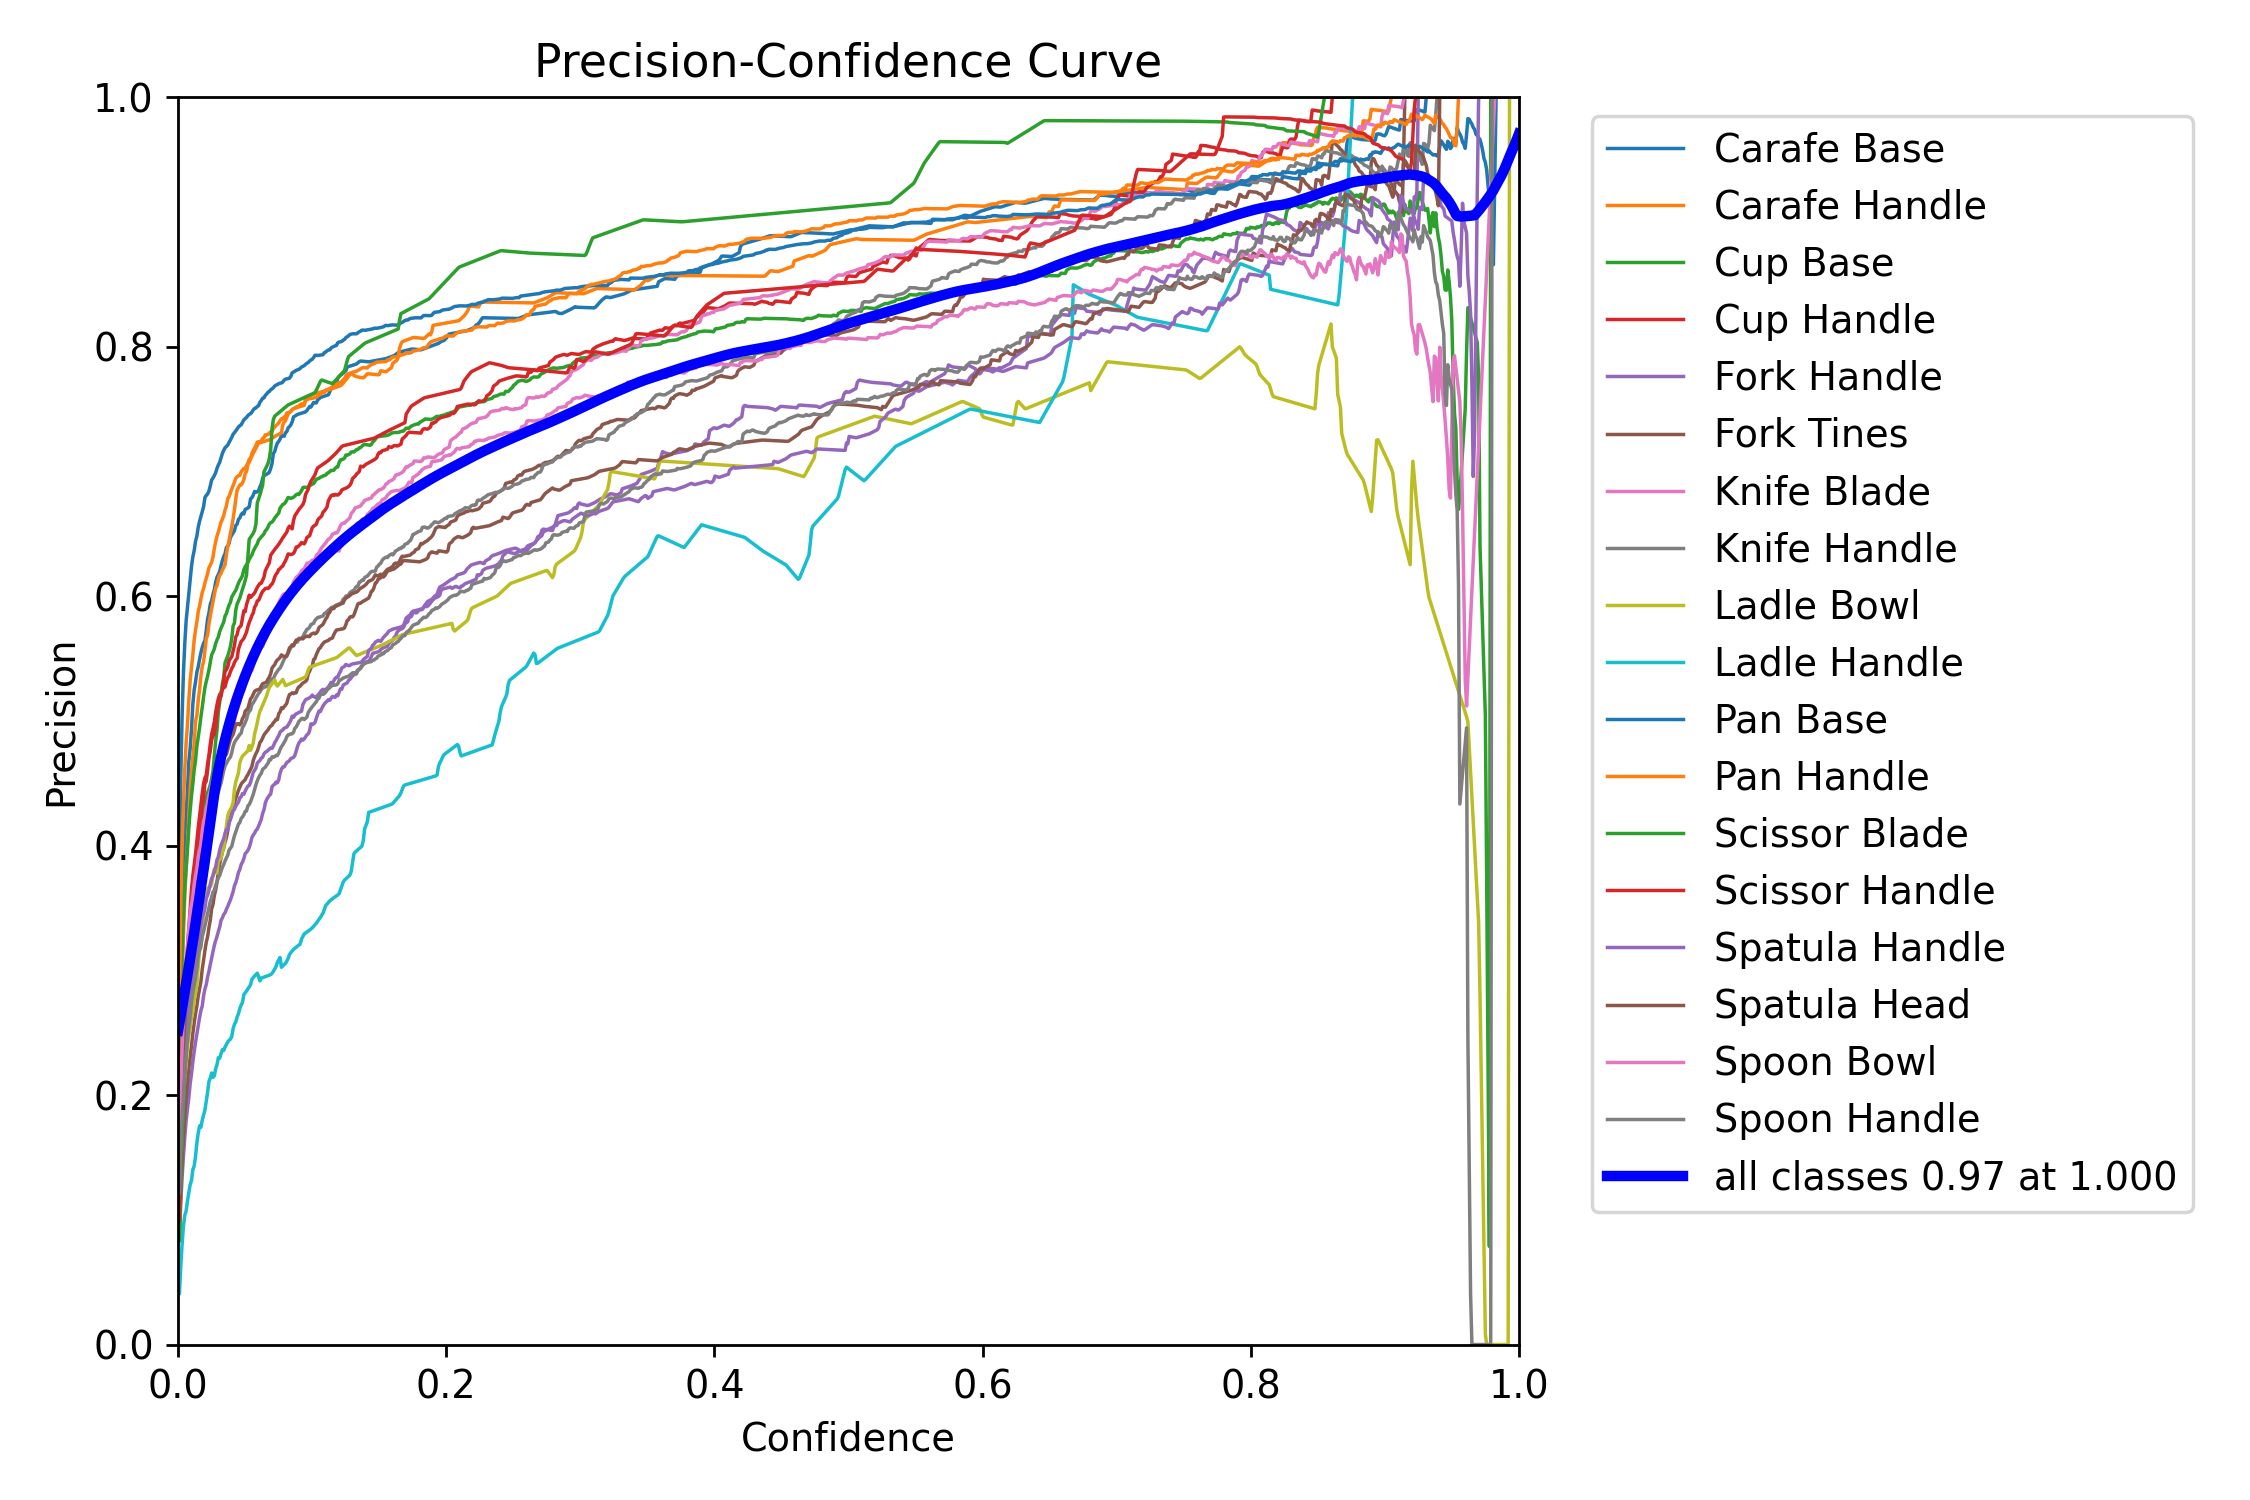 Precision-Confidence Curve
1.0
0.8
0.6
0.4
0.2
0.0
Precision
0.0 0.2 0.4 0.6 0.8 1.0
Confidence
Carafe Base
Carafe Handle
Cup Base
Cup Handle
Fork Handle
Fork Tines
Knife Blade
Knife Handle
Ladle Bowl
Ladle Handle
Pan Base
Pan Handle
Scissor Blade
Scissor Handle
Spatula Handle
Spatula Head
Spoon Bowl
Spoon Handle
all classes 0.97 at 1.000